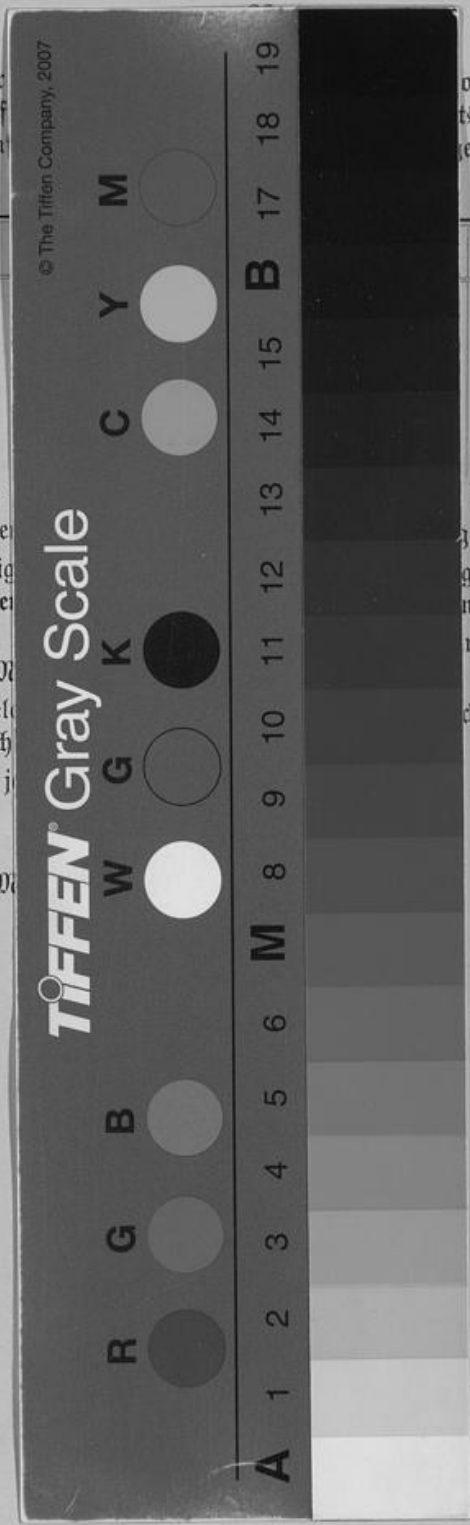 © The Tiffen Company, 2007
TIFFEN® Gray Scale
R G B W G K C Y M
A 1 2 3 4 5 6 M 8 9 10 11 12 13 14 15 B 17 18 19